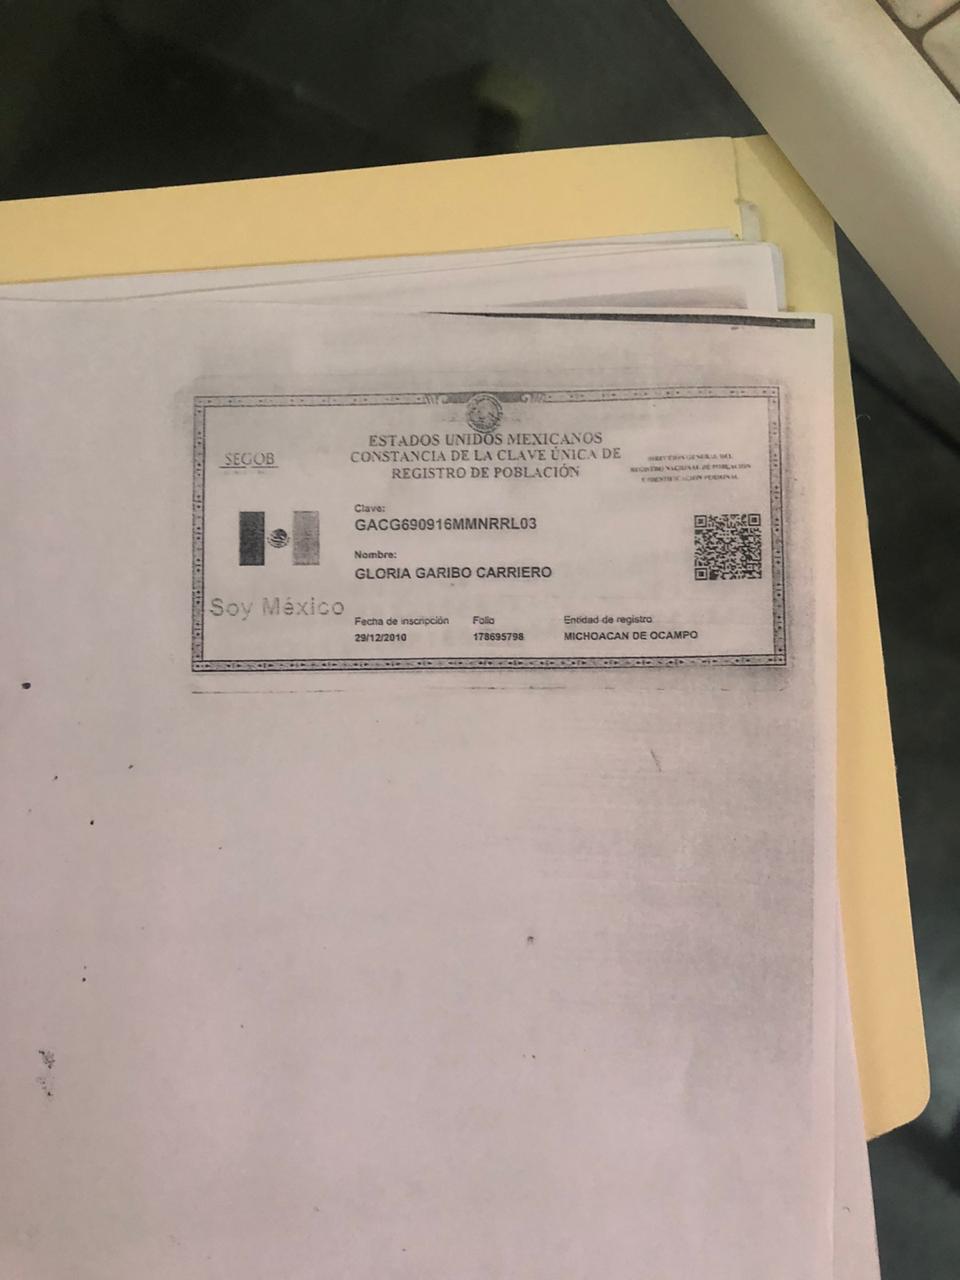 ESTADOS UNIDOS MEXICANOS
CONSTANCIA DE LA CLAVE ÚNICA DE
REGISTRO DE POBLACIÓN
SEGOB
DIRECCIÓN GENERAL DEL
REGISTRO NACIONAL DE POBLACIÓN
E IDENTIFICACIÓN PERSONAL
Clave:
GACG690916MMNRRL03
Nombre:
GLORIA GARIBO CARRIERO
Soy México
Fecha de inscripción Folio Entidad de registro
29/12/2010 178695798 MICHOACAN DE OCAMPO